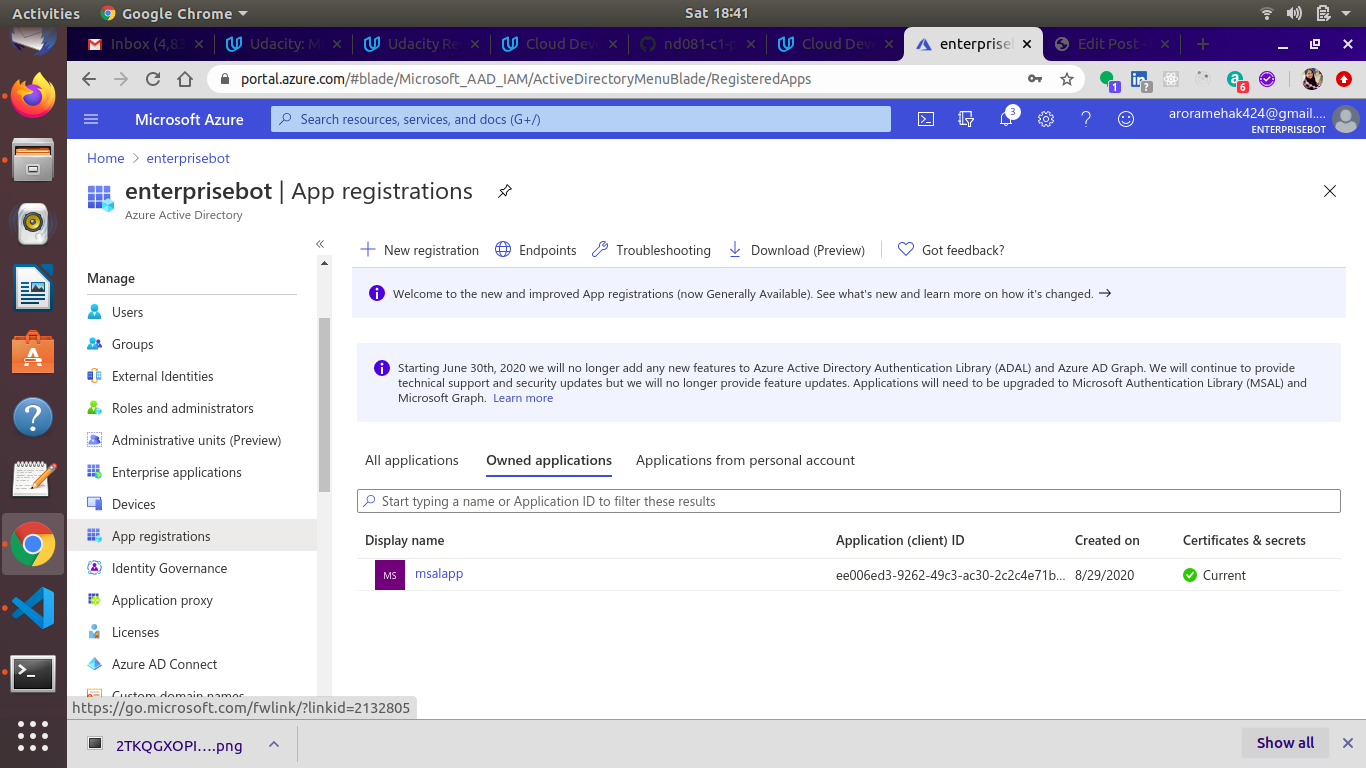 Activities
Google Chrome
Sat 18:41
Inbox (4,83
Udacity: M
Udacity Re
Cloud Deve
nd081-c1-p
Cloud Deve
enterprisebot
Edit Post -
portal.azure.com/#blade/Microsoft_AAD_IAM/ActiveDirectoryMenuBlade/RegisteredApps
1
?
6
Microsoft Azure
Search resources, services, and docs (G+/)
3
aroramehak424@gmail....
ENTERPRISEBOT
Home > enterprisebot
enterprisebot | App registrations
Azure Active Directory
Manage
Users
Groups
External Identities
Roles and administrators
Administrative units (Preview)
Enterprise applications
Devices
App registrations
Identity Governance
Application proxy
Licenses
Azure AD Connect
Custom domain names
https://go.microsoft.com/fwlink/?linkid=2132805
New registration
Endpoints
Troubleshooting
Download (Preview)
Got feedback?
Welcome to the new and improved App registrations (now Generally Available). See what's new and learn more on how it's changed. →
Starting June 30th, 2020 we will no longer add any new features to Azure Active Directory Authentication Library (ADAL) and Azure AD Graph. We will continue to provide
technical support and security updates but we will no longer provide feature updates. Applications will need to be upgraded to Microsoft Authentication Library (MSAL) and
Microsoft Graph. Learn more
All applications
Owned applications
Applications from personal account
Start typing a name or Application ID to filter these results
Display name
Application (client) ID
Created on
Certificates & secrets
MS
msalapp
ee006ed3-9262-49c3-ac30-2c2c4e71b...
8/29/2020
Current
2TKQGXOPI....png
Show all